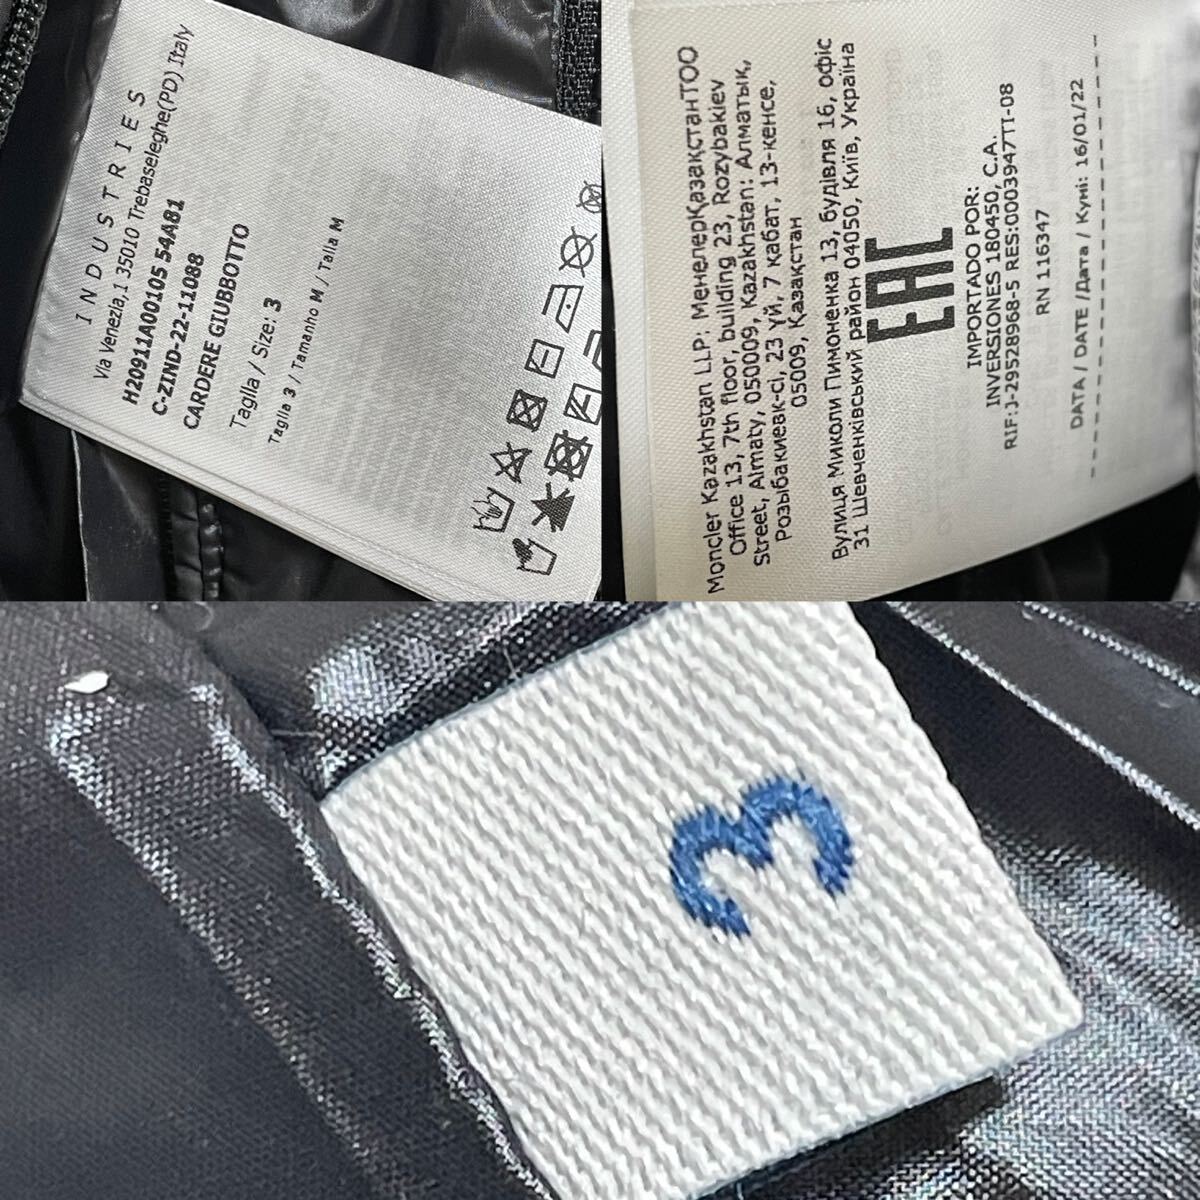 INDUSTRIES
Via Venezia,1 35010 Trebaseleghe(PD) Italy
H20911A00105 54A81
C-ZIND-22-11088
CARDERE GIUBBOTTO
Taglia / Size: 3
Taglia 3 / Tamanho M / Talla M
Moncler Kazakhstan LLP: МенелерҚазақстанТОО
Office 13, 7th floor, building 23, Rozybakiev
Street, Almaty, 050009, Kazakhstan: Алматык,
Розыбакиевк-сі, 23 үй, 7 кабат, 13-кенсе,
05009, Қазақстан
Вулиця Миколи Пимоненка 13, будівля 16, офіс
31 Шевченківський район 04050, Київ, Україна
EAC
IMPORTADO POR:
INVERSIONES 180450, C.A.
RIF:J-29528968-5 RES:0003947TI-08
RN 116347
DATA / DATE /Дата / Куні: 16/01/22
3